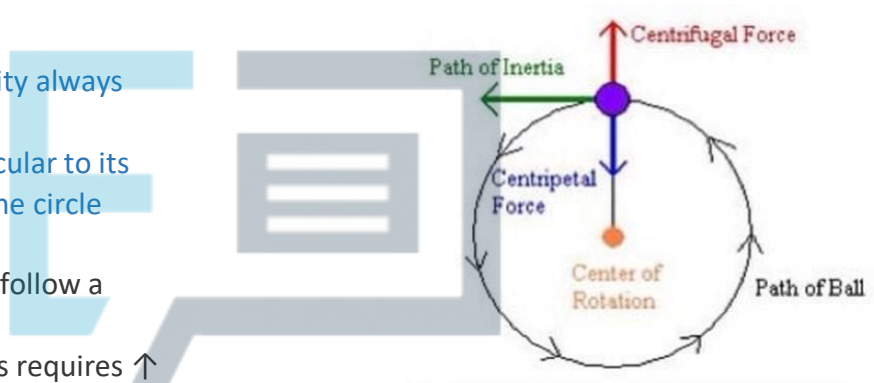 ity always
cular to its
ne circle
follow a
s requires ↑
Centrifugal Force
Path of Inertia
Centripetal
Force
Center of
Rotation
Path of Ball